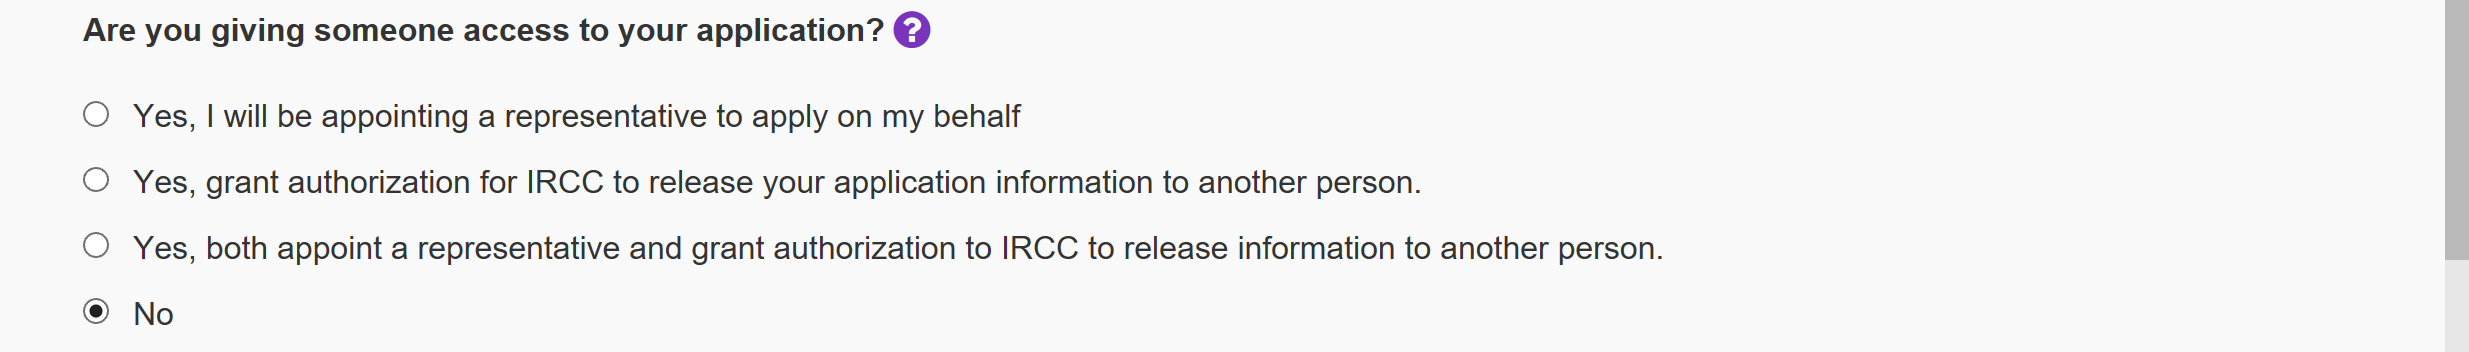 Are you giving someone access to your application? ?
Yes, I will be appointing a representative to apply on my behalf
Yes, grant authorization for IRCC to release your application information to another person.
Yes, both appoint a representative and grant authorization to IRCC to release information to another person.
No